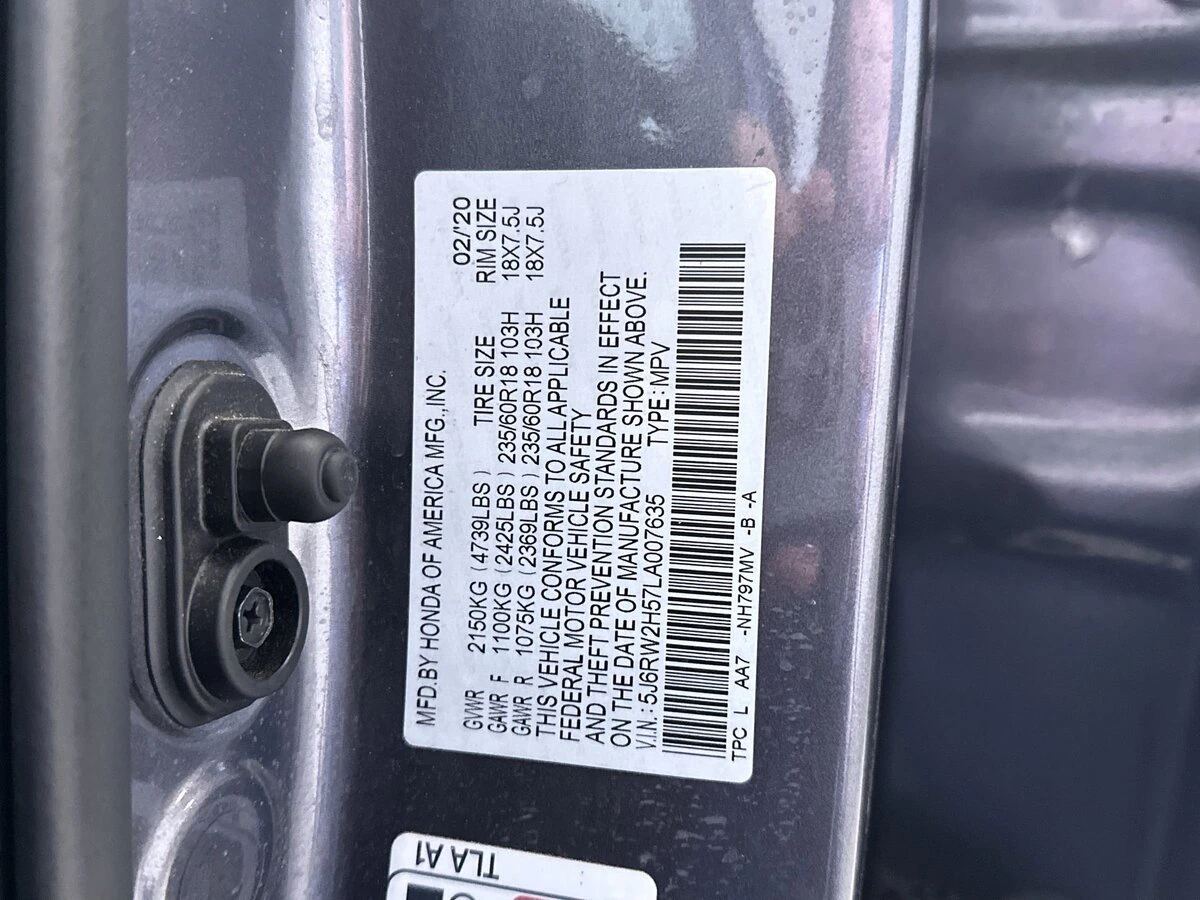 MFD.BY HONDA OF AMERICA MFG.,INC.
02/'20
GVWR 2150KG (4739LBS) TIRE SIZE RIM SIZE
GAWR F 1100KG (2425LBS) 235/60R18 103H 18X7.5J
GAWR R 1075KG (2369LBS) 235/60R18 103H 18X7.5J
THIS VEHICLE CONFORMS TO ALL APPLICABLE
FEDERAL MOTOR VEHICLE SAFETY
AND THEFT PREVENTION STANDARDS IN EFFECT
ON THE DATE OF MANUFACTURE SHOWN ABOVE.
V.I.N.: 5J6RW2H57LA007635 TYPE: MPV
TPC L AA7 -NH797MV -B -A
TLA A1